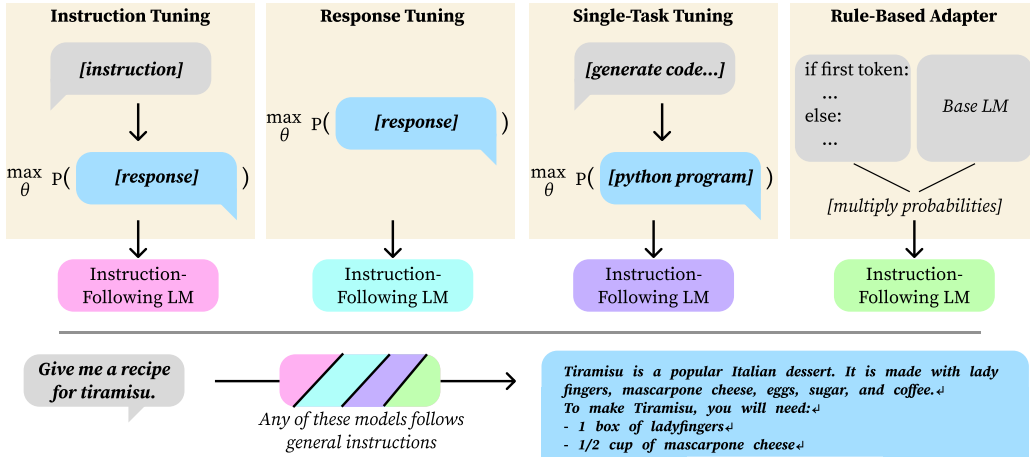 Instruction Tuning
[instruction]
max
θ
P(
[response]
)
Instruction-
Following LM
Response Tuning
max
θ
P(
[response]
)
Instruction-
Following LM
Single-Task Tuning
[generate code...]
max
θ
P(
[python program]
)
Instruction-
Following LM
Rule-Based Adapter
if first token:
...
else:
...
Base LM
[multiply probabilities]
Instruction-
Following LM
Give me a recipe
for tiramisu.
Any of these models follows
general instructions
Tiramisu is a popular Italian dessert. It is made with lady
fingers, mascarpone cheese, eggs, sugar, and coffee.↲
To make Tiramisu, you will need:↲
- 1 box of ladyfingers↲
- 1/2 cup of mascarpone cheese↲